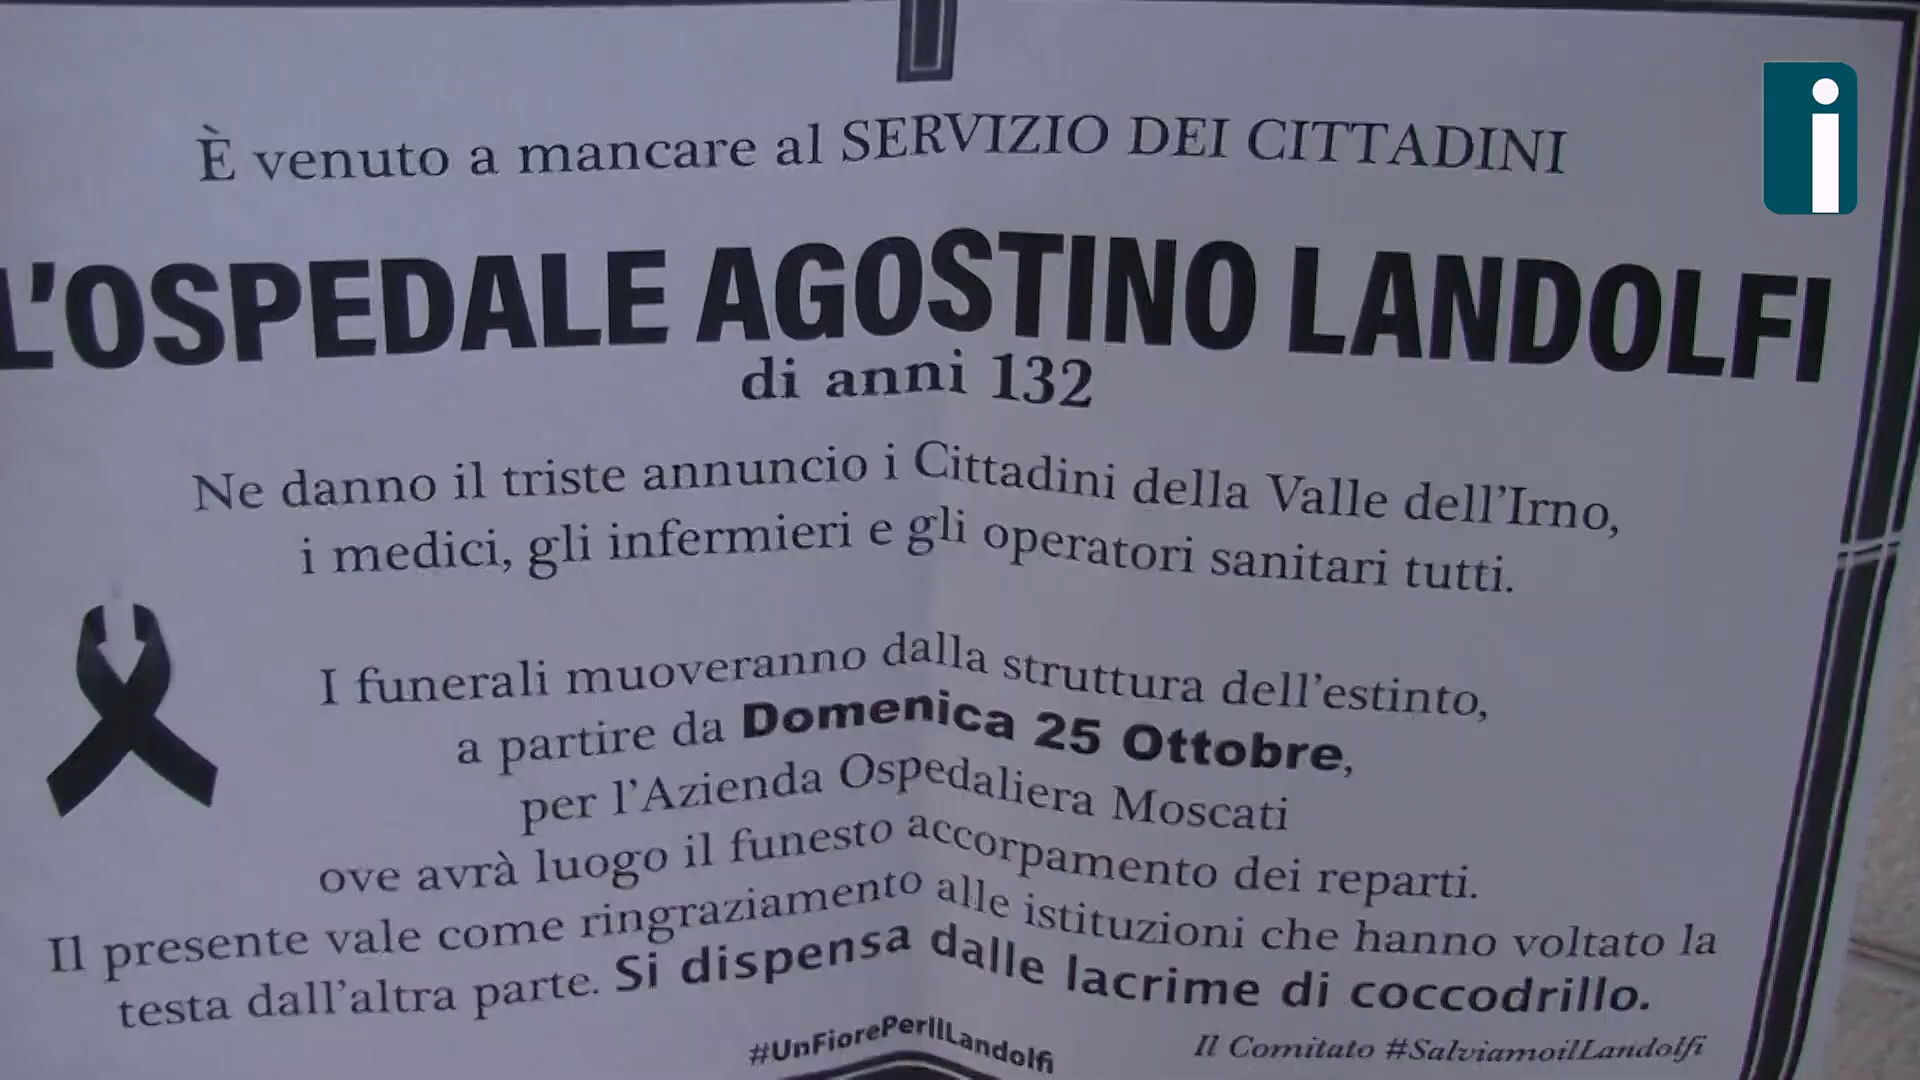 È venuto a mancare al SERVIZIO DEI CITTADINI
L'OSPEDALE AGOSTINO LANDOLFI
di anni 132
Ne danno il triste annuncio i Cittadini della Valle dell'Irno,
i medici, gli infermieri e gli operatori sanitari tutti.
I funerali muoveranno dalla struttura dell'estinto,
a partire da Domenica 25 Ottobre,
per l'Azienda Ospedaliera Moscati
ove avrà luogo il funesto accorpamento dei reparti.
Il presente vale come ringraziamento alle istituzioni che hanno voltato la
testa dall'altra parte. Si dispensa dalle lacrime di coccodrillo.
#UnFiorePerIlLandolfi
Il Comitato #SalviamoilLandolfi
i